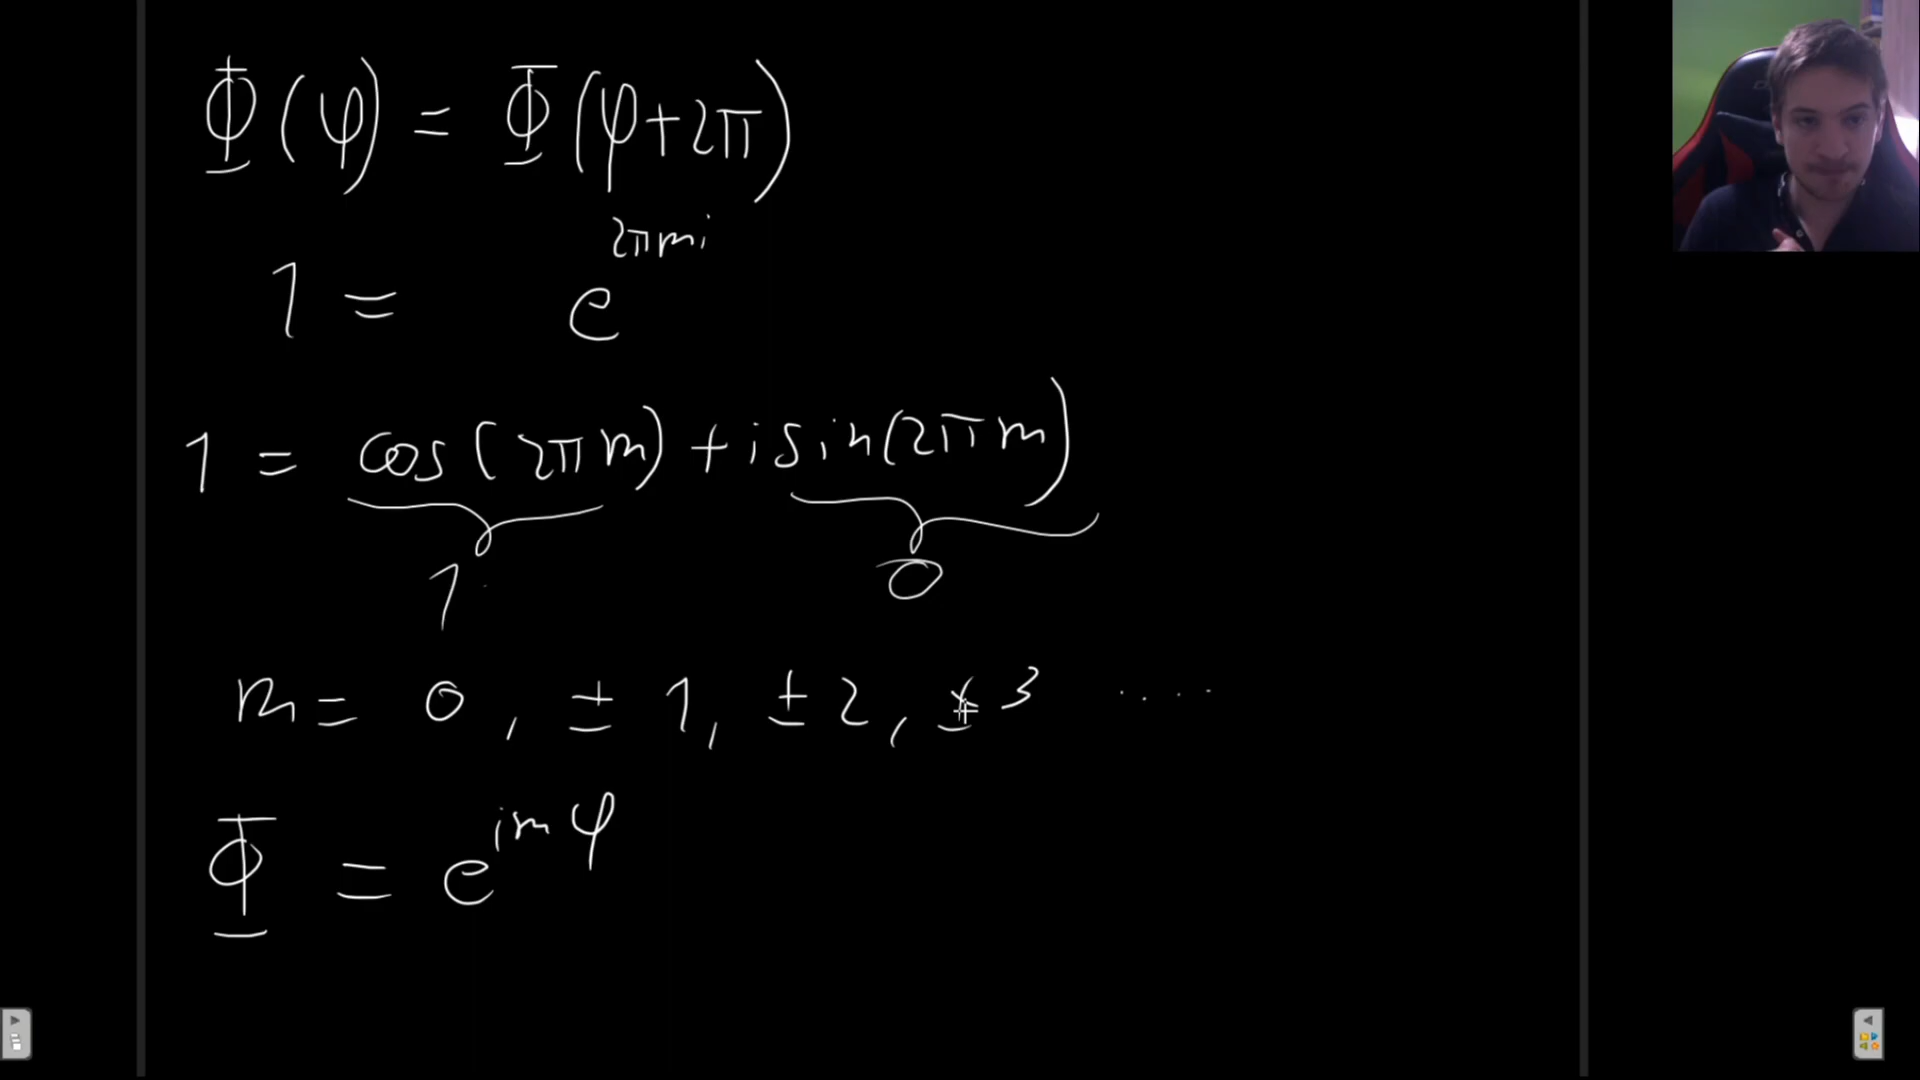 Φ(φ) = Φ(φ+2π)
1 = e^{2πmi}
1 = cos(2πm) + i sin(2πm)
1 0
m = 0, ± 1, ± 2, ± 3 ....
Φ = e^{imφ}